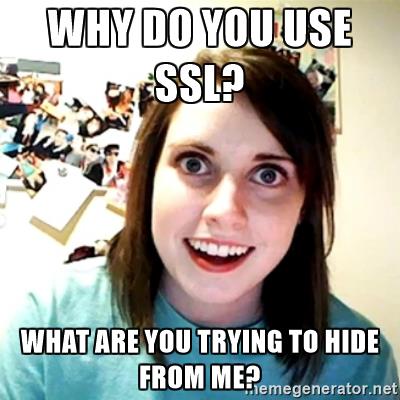 WHY DO YOU USE
SSL?
WHAT ARE YOU TRYING TO HIDE
FROM ME?
memegenerator.net